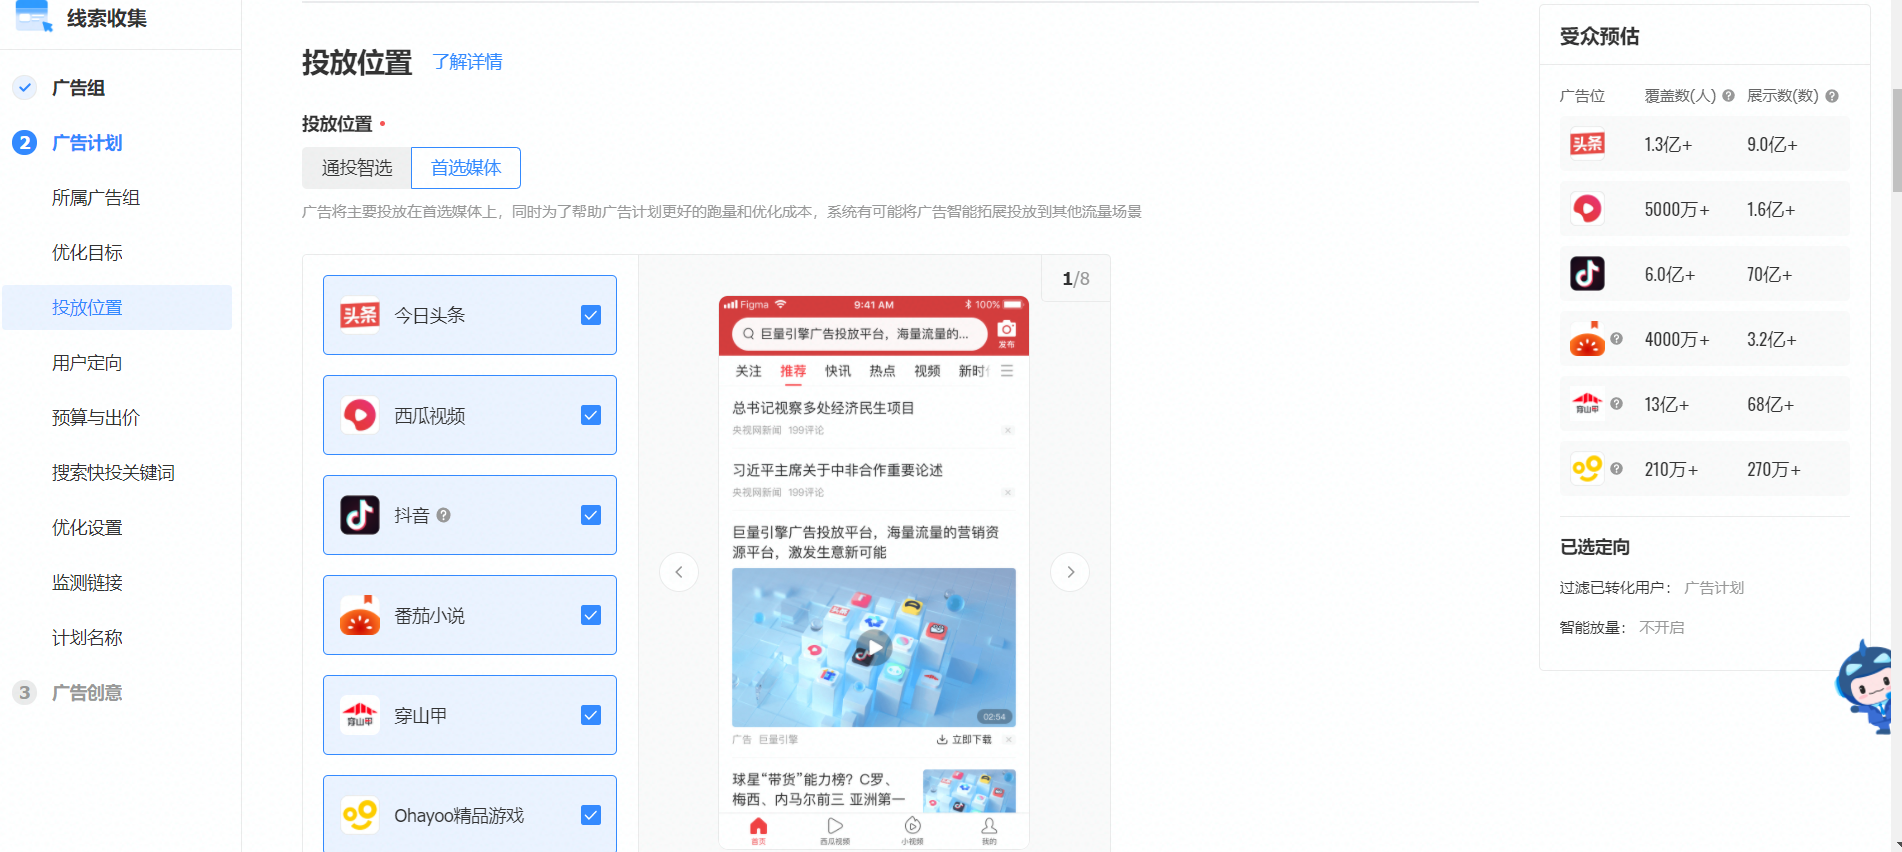 线索收集
广告组
2 广告计划
所属广告组
优化目标
投放位置
用户定向
预算与出价
搜索快投关键词
优化设置
监测链接
计划名称
3 广告创意
投放位置 了解详情
投放位置
通投智选 首选媒体
广告将主要投放在首选媒体上，同时为了帮助广告计划更好的跑量和优化成本，系统有可能将广告智能拓展投放到其他流量场景
头条 今日头条
西瓜视频
抖音 ?
番茄小说
穿山甲 穿山甲
Ohayoo精品游戏
1/8
Figma 9:41 AM 100%
巨量引擎广告投放平台，海量流量的... 发布
关注 推荐 快讯 热点 视频 新时
总书记视察多处经济民生项目
央视网新闻 199评论
习近平主席关于中非合作重要论述
央视网新闻 199评论
巨量引擎广告投放平台，海量流量的营销资
源平台，激发生意新可能
02:54
广告 巨量引擎 立即下载
球星“带货”能力榜？C罗、
梅西、内马尔前三 亚洲第一
首页 西瓜视频 小视频 我的
受众预估
广告位 覆盖数(人) ? 展示数(数) ?
头条 1.3亿+ 9.0亿+
5000万+ 1.6亿+
6.0亿+ 70亿+
? 4000万+ 3.2亿+
穿山甲 ? 13亿+ 68亿+
? 210万+ 270万+
已选定向
过滤已转化用户： 广告计划
智能放量： 不开启